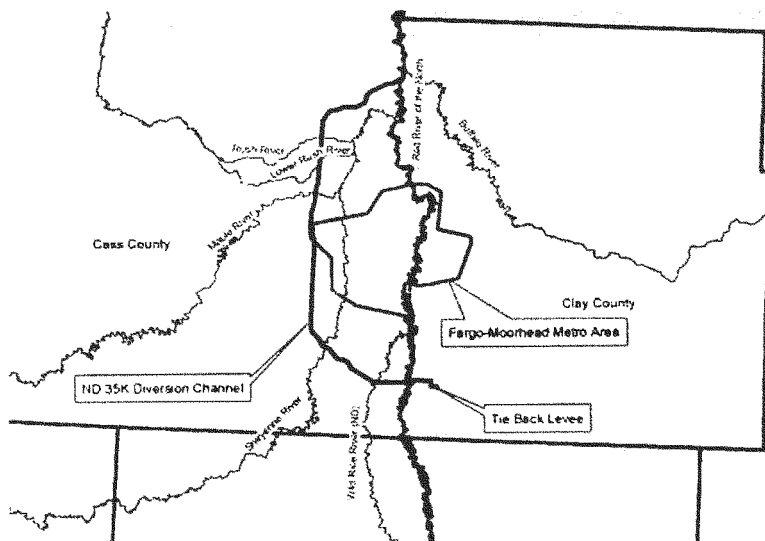 Red River of the North
Buffalo River
Rush River
Lower Rush River
Maple River
Cass County
Clay County
Fargo-Moorhead Metro Area
ND 35K Diversion Channel
Tie Back Levee
Sheyenne River
Wild Rice River (ND)